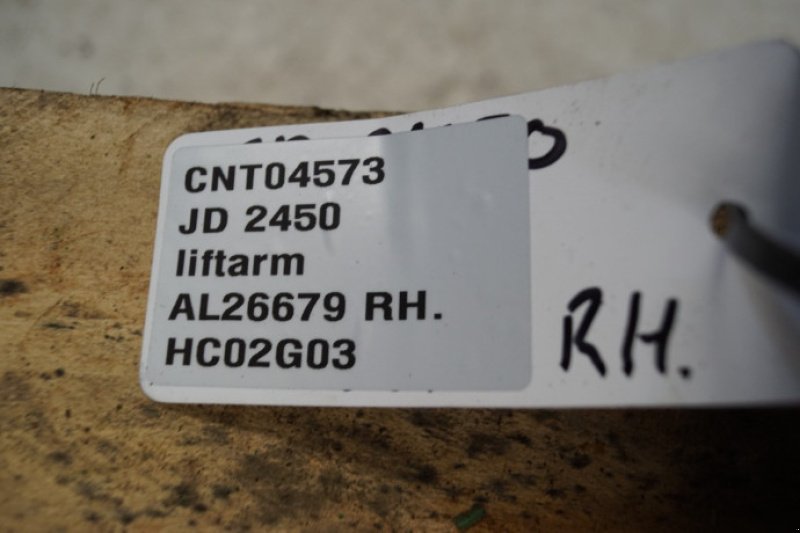 CNT04573
JD 2450
liftarm
AL26679 RH.
HC02G03
RH.